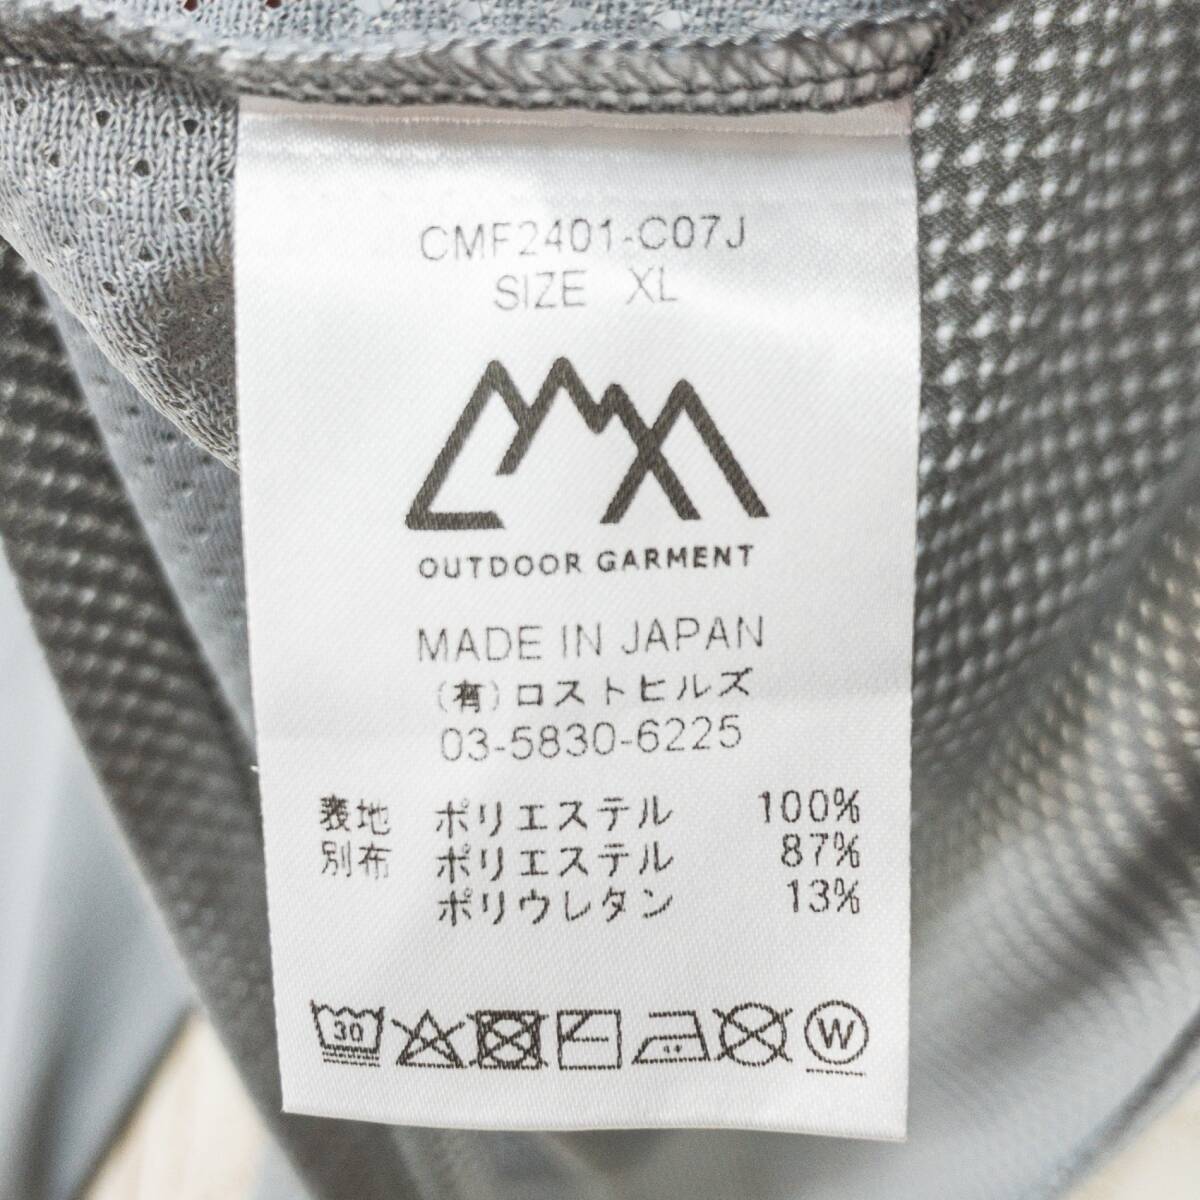 CMF2401-C07J
SIZE XL
OUTDOOR GARMENT
MADE IN JAPAN
(有)ロストヒルズ
03-5830-6225
表地 ポリエステル 100%
別布 ポリエステル 87%
ポリウレタン 13%
30 W